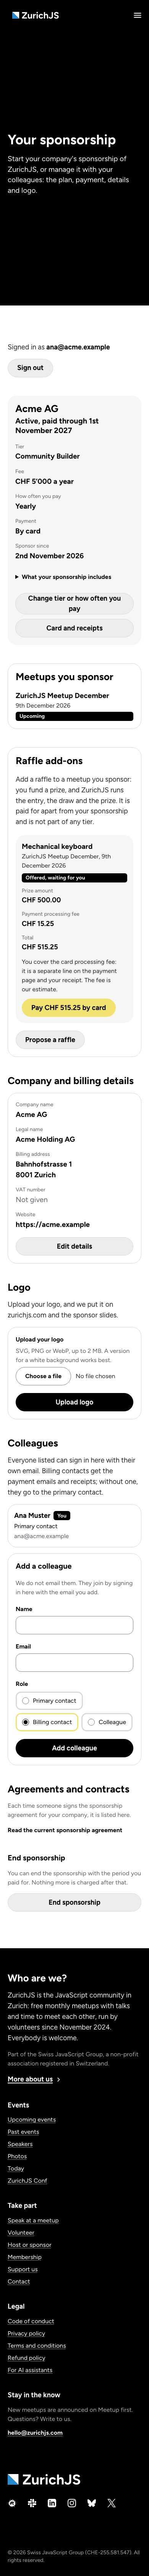 ZurichJS
Your sponsorship
Start your company's sponsorship of
ZurichJS, or manage it with your
colleagues: the plan, payment, details
and logo.
Signed in as ana@acme.example
Sign out
Acme AG
Active, paid through 1st
November 2027
Tier
Community Builder
Fee
CHF 5'000 a year
How often you pay
Yearly
Payment
By card
Sponsor since
2nd November 2026
What your sponsorship includes
Change tier or how often you
pay
Card and receipts
Meetups you sponsor
ZurichJS Meetup December
9th December 2026
Upcoming
Raffle add-ons
Add a raffle to a meetup you sponsor:
you fund a prize, and ZurichJS runs
the entry, the draw and the prize. It is
paid for apart from your sponsorship
and is not part of any tier.
Mechanical keyboard
ZurichJS Meetup December, 9th
December 2026
Offered, waiting for you
Prize amount
CHF 500.00
Payment processing fee
CHF 15.25
Total
CHF 515.25
You cover the card processing fee:
it is a separate line on the payment
page and your receipt. The fee is
our estimate.
Pay CHF 515.25 by card
Propose a raffle
Company and billing details
Company name
Acme AG
Legal name
Acme Holding AG
Billing address
Bahnhofstrasse 1
8001 Zurich
VAT number
Not given
Website
https://acme.example
Edit details
Logo
Upload your logo, and we put it on
zurichjs.com and the sponsor slides.
Upload your logo
SVG, PNG or WebP, up to 2 MB. A version
for a white background works best.
Choose a file
No file chosen
Upload logo
Colleagues
Everyone listed can sign in here with their
own email. Billing contacts get the
payment emails and receipts; without one,
they go to the primary contact.
Ana Muster You
Primary contact
ana@acme.example
Add a colleague
We do not email them. They join by signing
in here with the email you add.
Name
Email
Role
Primary contact
Billing contact
Colleague
Add colleague
Agreements and contracts
Each time someone signs the sponsorship
agreement for your company, it is listed here.
Read the current sponsorship agreement
End sponsorship
You can end the sponsorship with the period you
paid for. Nothing more is charged after that.
End sponsorship
Who are we?
ZurichJS is the JavaScript community in
Zurich: free monthly meetups with talks
and time to meet each other, run by
volunteers since November 2024.
Everybody is welcome.
Part of the Swiss JavaScript Group, a non-profit
association registered in Switzerland.
More about us
Events
Upcoming events
Past events
Speakers
Photos
Today
ZurichJS Conf
Take part
Speak at a meetup
Volunteer
Host or sponsor
Membership
Support us
Contact
Legal
Code of conduct
Privacy policy
Terms and conditions
Refund policy
For AI assistants
Stay in the know
New meetups are announced on Meetup first.
Questions? Write to us.
hello@zurichjs.com
ZurichJS
© 2026 Swiss JavaScript Group (CHE-255.581.547). All
rights reserved.